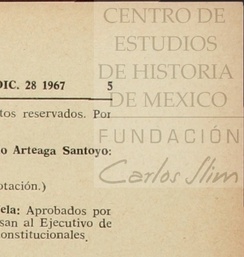 CENTRO DE
ESTUDIOS
DE HISTORIA
DE MEXICO
FUNDACIÓN
Carlos Slim
DIC. 28 1967 5
tos reservados. Por
o Arteaga Santoyo:
otación.)
ela: Aprobados por
san al Ejecutivo de
onstitucionales.